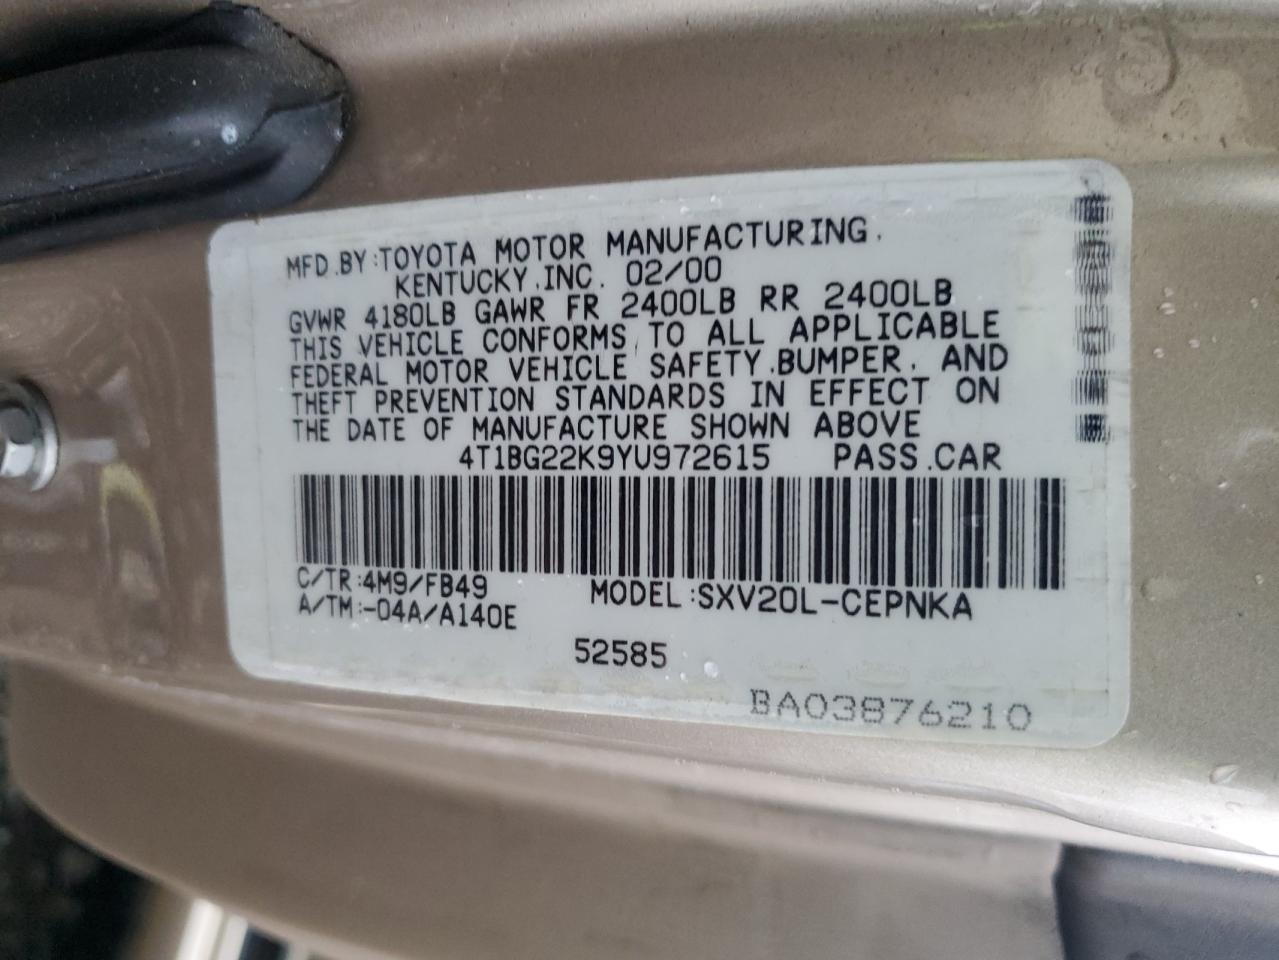 MFD.BY:TOYOTA MOTOR MANUFACTURING,
KENTUCKY,INC. 02/00
GVWR 4180LB GAWR FR 2400LB RR 2400LB
THIS VEHICLE CONFORMS TO ALL APPLICABLE
FEDERAL MOTOR VEHICLE SAFETY,BUMPER, AND
THEFT PREVENTION STANDARDS IN EFFECT ON
THE DATE OF MANUFACTURE SHOWN ABOVE
4T1BG22K9YU972615 PASS.CAR
C/TR:4M9/FB49 MODEL:SXV20L-CEPNKA
A/TM:-04A/A140E
52585
BA03876210